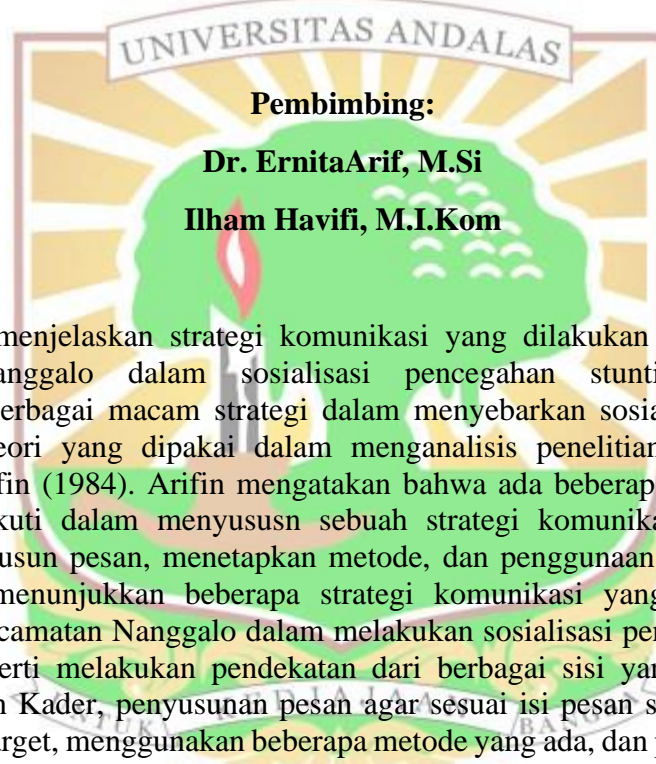 UNIVERSITAS ANDALAS
Pembimbing:
Dr. ErnitaArif, M.Si
Ilham Havifi, M.I.Kom
menjelaskan strategi komunikasi yang dilakukan
anggalo dalam sosialisasi pencegahan stunti
erbagai macam strategi dalam menyebarkan sosia
eori yang dipakai dalam menganalisis penelitian
fin (1984). Arifin mengatakan bahwa ada beberap
kuti dalam menyususn sebuah strategi komunika
usun pesan, menetapkan metode, dan penggunaan
menunjukkan beberapa strategi komunikasi yang
camatan Nanggalo dalam melakukan sosialisasi pen
erti melakukan pendekatan dari berbagai sisi yan
n Kader, penyusunan pesan agar sesuai isi pesan s
UNTUK KEDJAJAAN BANGSA
arget, menggunakan beberapa metode yang ada, dan p